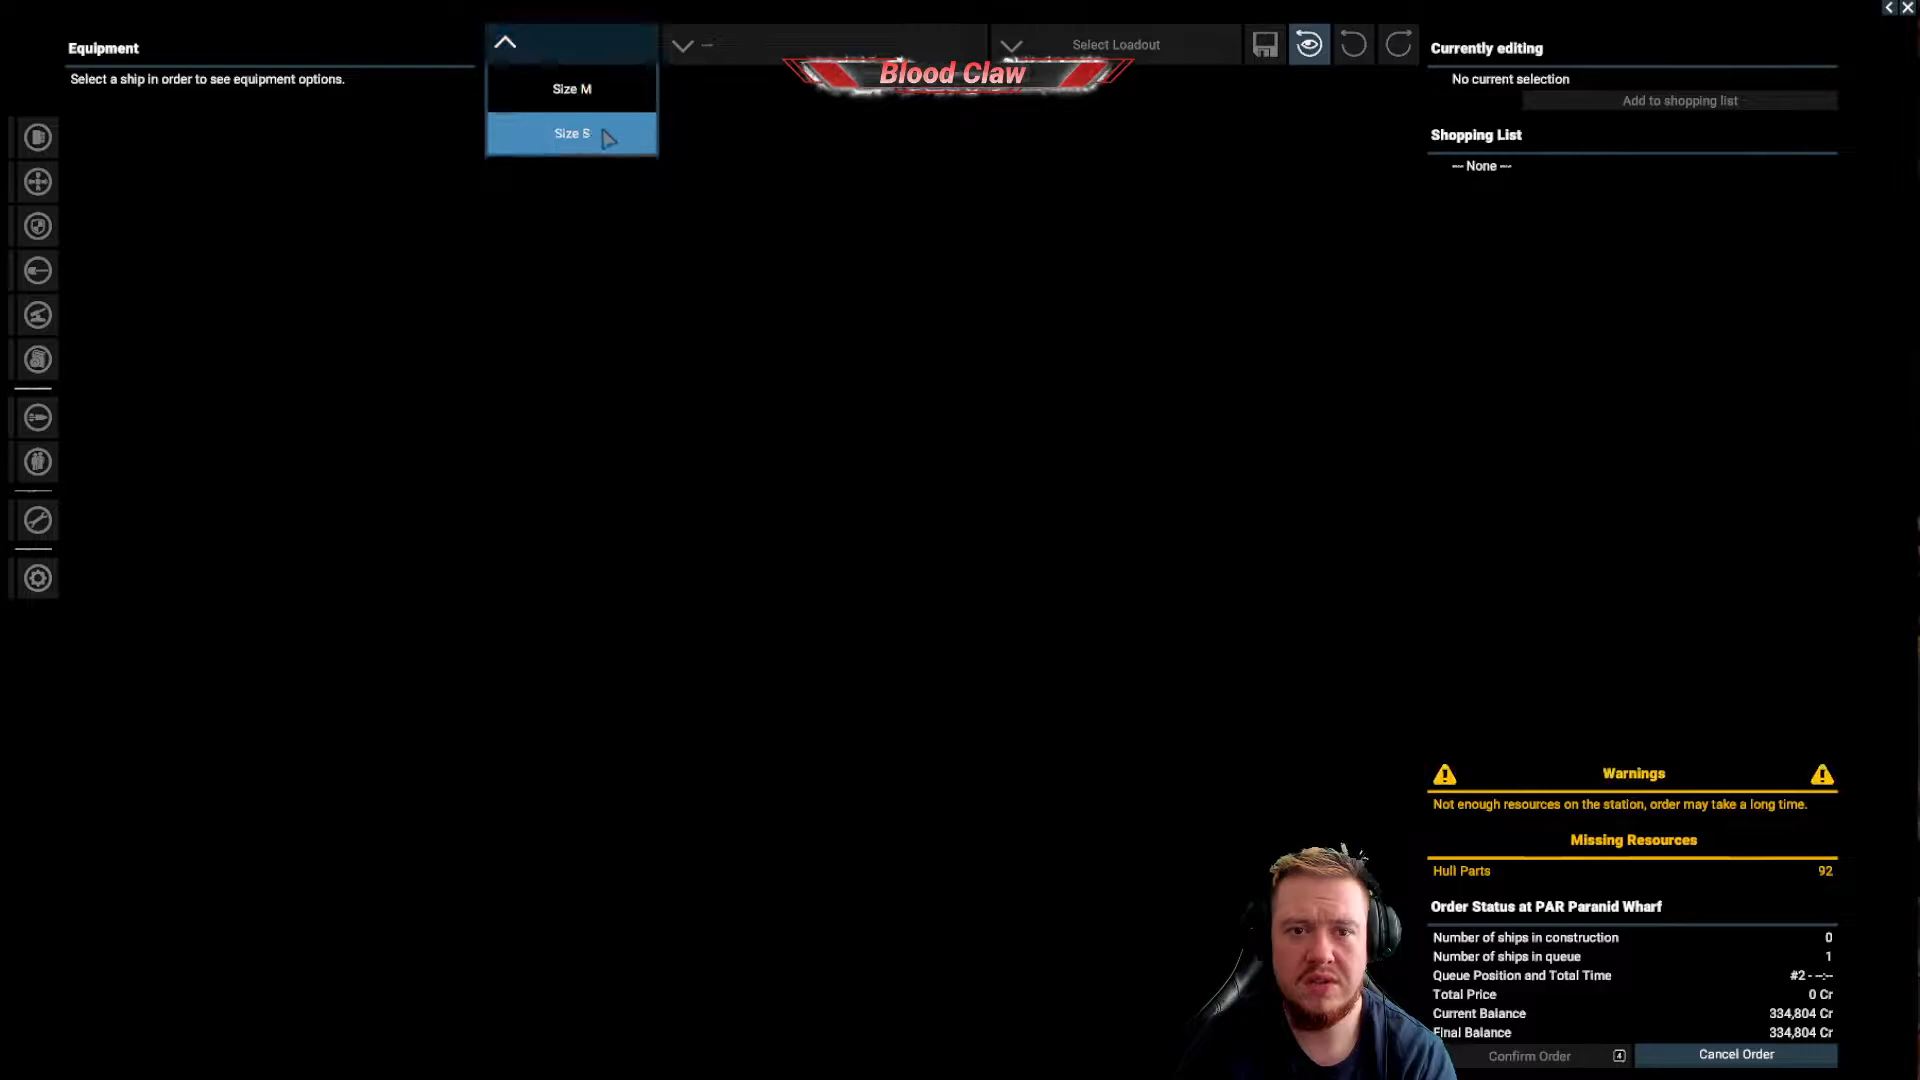 Equipment
Select a ship in order to see equipment options.
Size M
Size S
--
Select Loadout
Blood Claw
Currently editing
No current selection
Add to shopping list
Shopping List
--- None ---
Warnings
Not enough resources on the station, order may take a long time.
Missing Resources
Hull Parts 92
Order Status at PAR Paranid Wharf
Number of ships in construction 0
Number of ships in queue 1
Queue Position and Total Time #2 - --:--
Total Price 0 Cr
Current Balance 334,804 Cr
Final Balance 334,804 Cr
Confirm Order 4
Cancel Order